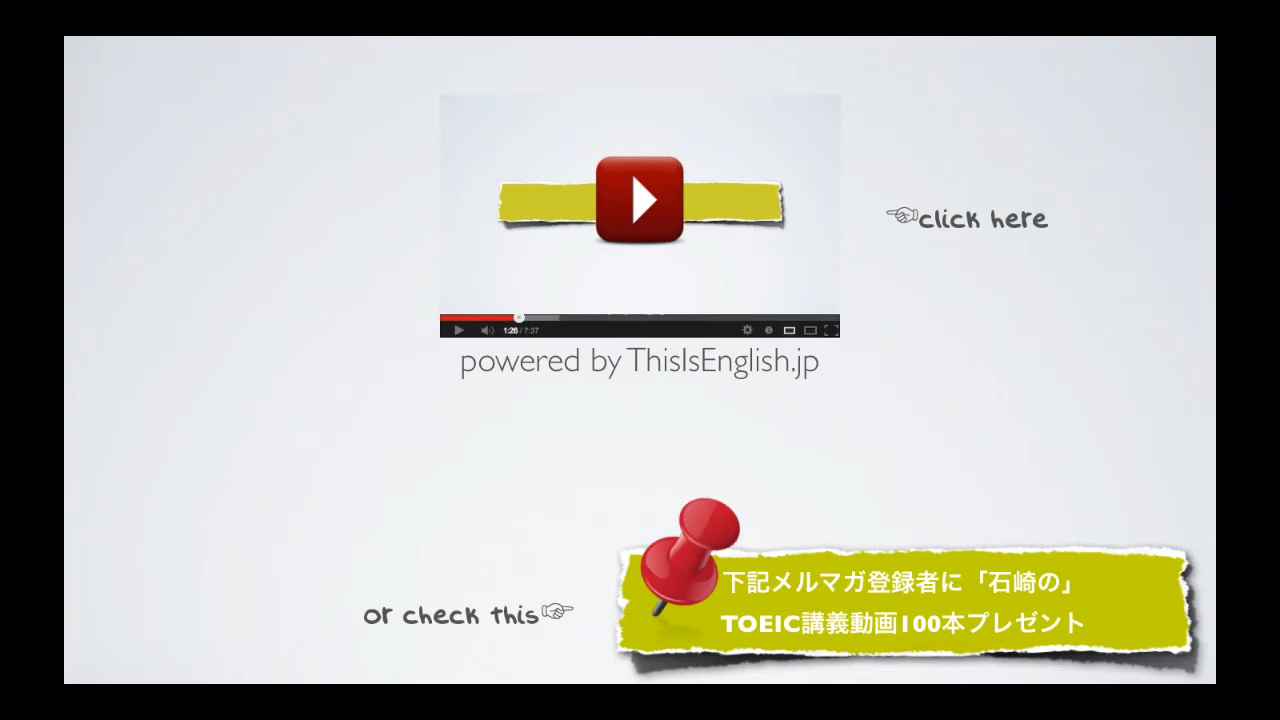 ☜click here
1:26 / 7:37
powered by ThisIsEnglish.jp
下記メルマガ登録者に「石崎の」
or check this☞
TOEIC講義動画100本プレゼント